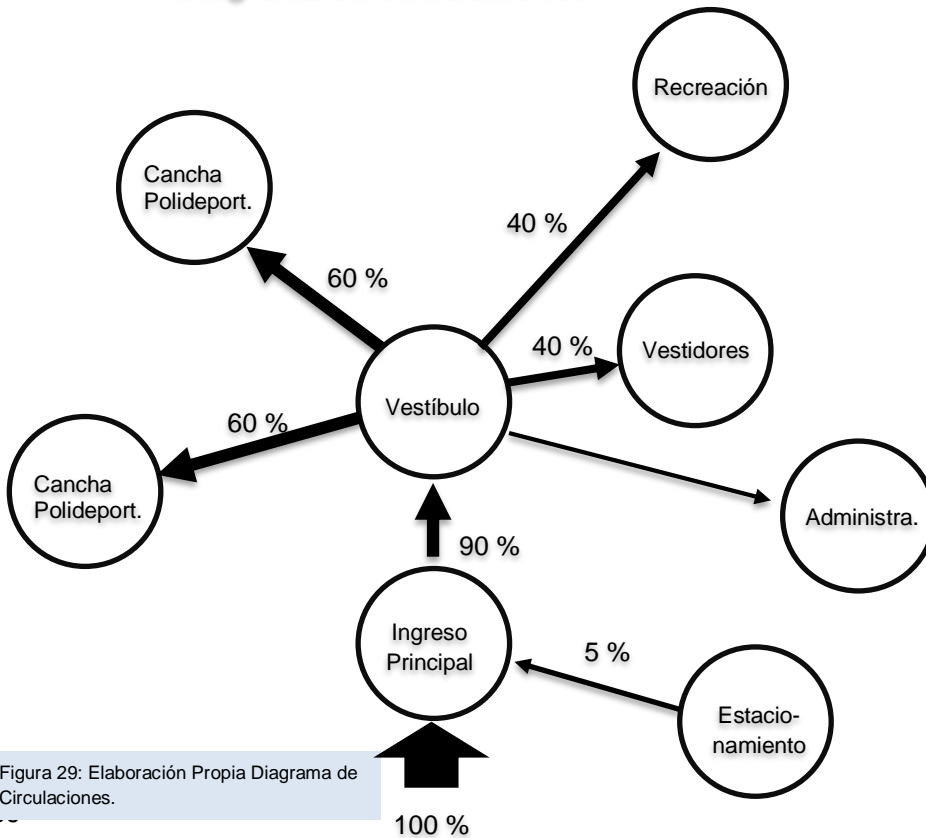 Recreación
Cancha
Polideport.
40 %
60 %
40 %
Vestidores
Vestíbulo
60 %
Cancha
Polideport.
Administra.
90 %
Ingreso
Principal
5 %
Estacio-
namiento
Figura 29: Elaboración Propia Diagrama de
Circulaciones.
100 %